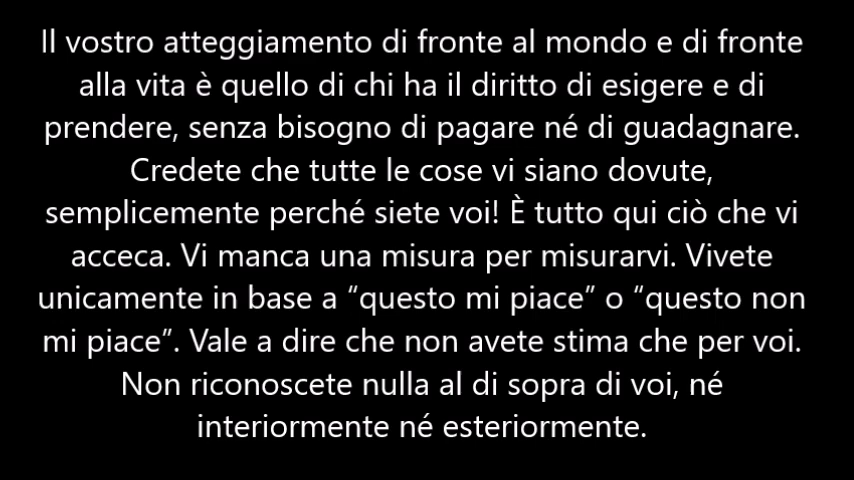 Il vostro atteggiamento di fronte al mondo e di fronte
alla vita è quello di chi ha il diritto di esigere e di
prendere, senza bisogno di pagare né di guadagnare.
Credete che tutte le cose vi siano dovute,
semplicemente perché siete voi! È tutto qui ciò che vi
acceca. Vi manca una misura per misurarvi. Vivete
unicamente in base a “questo mi piace” o “questo non
mi piace”. Vale a dire che non avete stima che per voi.
Non riconoscete nulla al di sopra di voi, né
interiormente né esteriormente.